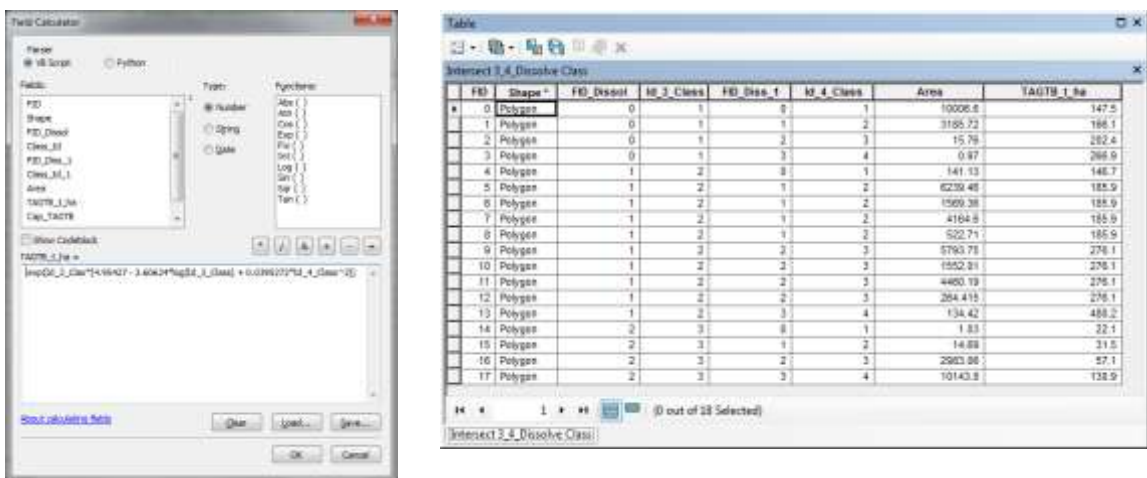 Field Calculator
Parser
VB Script Python
Fields: Type: Functions:
FID
Shape
FID_Dissol
Class_Id
FID_Diss_1
Class_Id_1
Area
TAGTB_t_ha
Cap_TAGTB
Number
String
Date
Abs ( )
Atn ( )
Cos ( )
Exp ( )
Fix ( )
Int ( )
Log ( )
Sin ( )
Sqr ( )
Tan ( )
Show Codeblock
* / & + - =
TAGTB_t_ha =
About calculating fields
Clear Load... Save...
OK Cancel
Table
Intersect 3_4_Dissolve Class
FID Shape * FID_Dissol Id_3_Class FID_Diss_1 Id_4_Class Area TAGTB_t_ha
0 Polygon 0 1 0 1 10006.6 147.5
1 Polygon 0 1 1 2 3185.72 166.1
2 Polygon 0 1 2 3 15.76 202.4
3 Polygon 0 1 3 4 0.97 266.9
4 Polygon 1 2 0 1 141.13 146.7
5 Polygon 1 2 1 2 6239.46 185.9
6 Polygon 1 2 1 2 1569.36 185.9
7 Polygon 1 2 1 2 4164.6 185.9
8 Polygon 1 2 1 2 522.71 185.9
9 Polygon 1 2 2 3 5793.75 276.1
10 Polygon 1 2 2 3 1552.01 276.1
11 Polygon 1 2 2 3 4460.19 276.1
12 Polygon 1 2 2 3 284.415 276.1
13 Polygon 1 2 3 4 134.42 480.2
14 Polygon 2 3 0 1 1.83 22.1
15 Polygon 2 3 1 2 14.89 31.5
16 Polygon 2 3 2 3 57.1
17 Polygon 2 3 3 4 10143.8 138.9
1 (0 out of 18 Selected)
Intersect 3_4_Dissolve Class